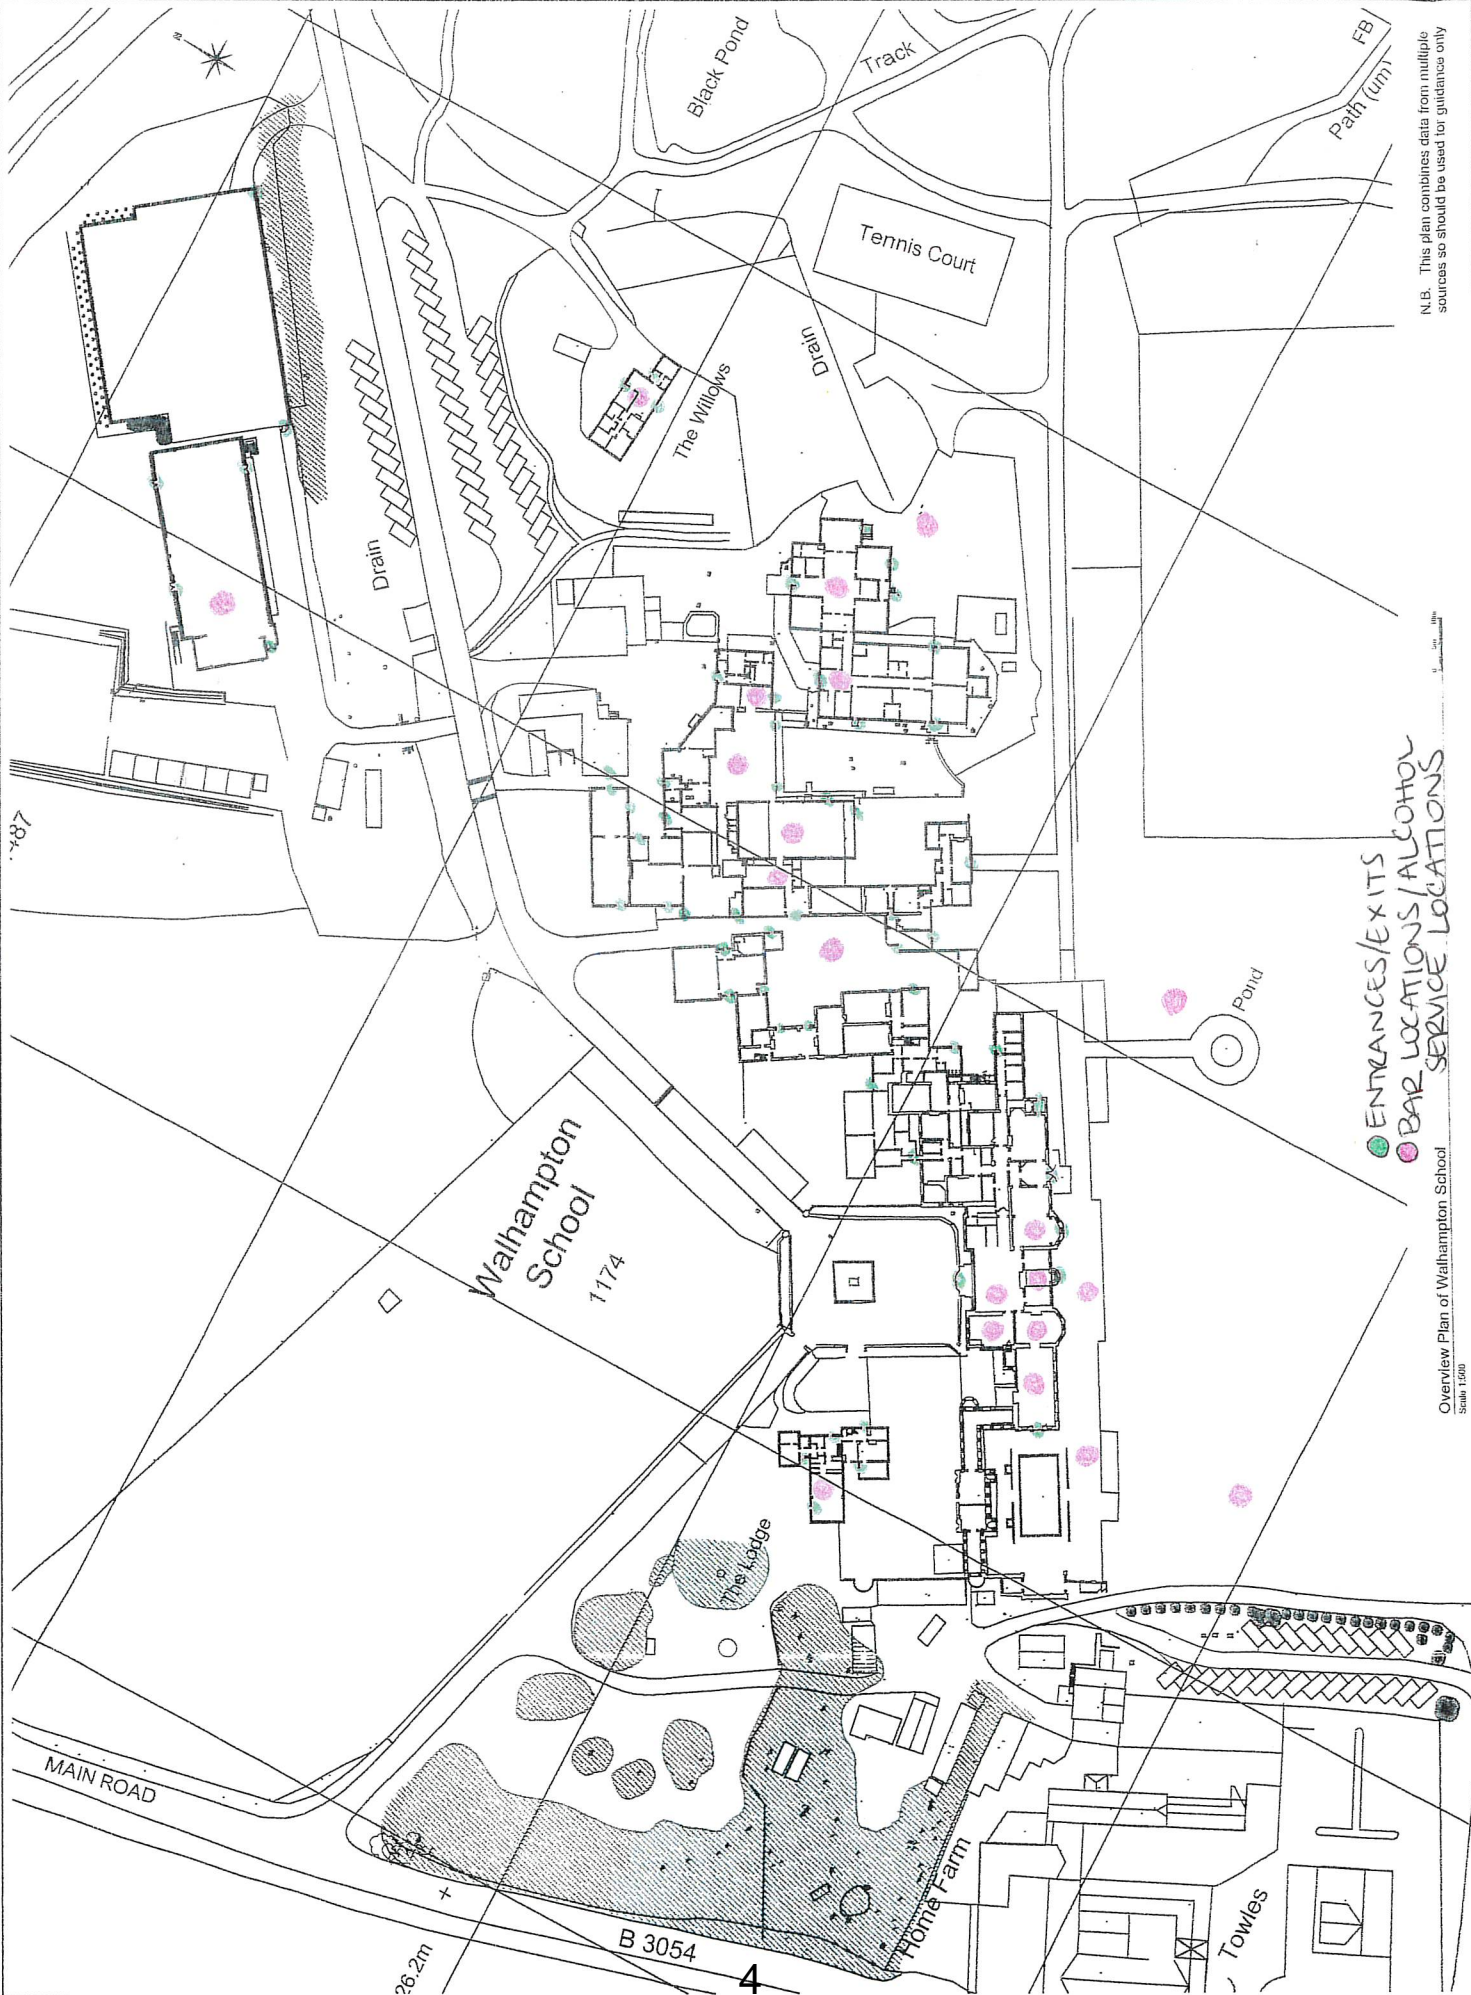 Black Pond
Track
FB
Path (um)
Tennis Court
Drain
The Willows
Drain
Pond
Walhampton
School
1174
The Lodge
MAIN ROAD
B 3054
26.2m
Home Farm
Towles
4
ENTRANCES/EXITS
BAR LOCATIONS/ALCOHOL
SERVICE LOCATIONS
Overview Plan of Walhampton School
Scale 1:500
N.B. This plan combines data from multiple
sources so should be used for guidance only